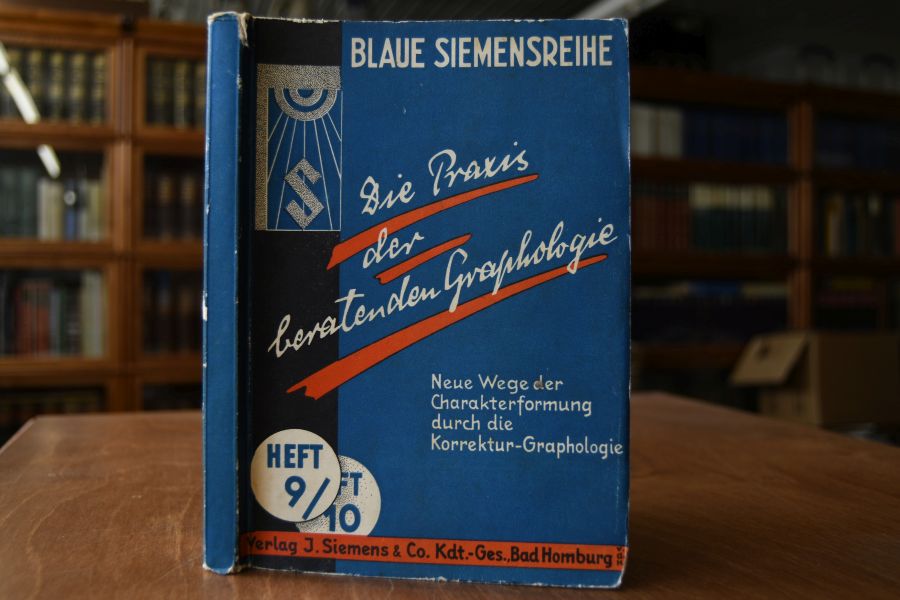 BLAUE SIEMENSREIHE
S
Die Praxis
der
beratenden Graphologie
Neue Wege der
Charakterformung
durch die
Korrektur-Graphologie
HEFT
9/
FT
10
Verlag J. Siemens & Co. Kdt.-Ges., Bad Homburg